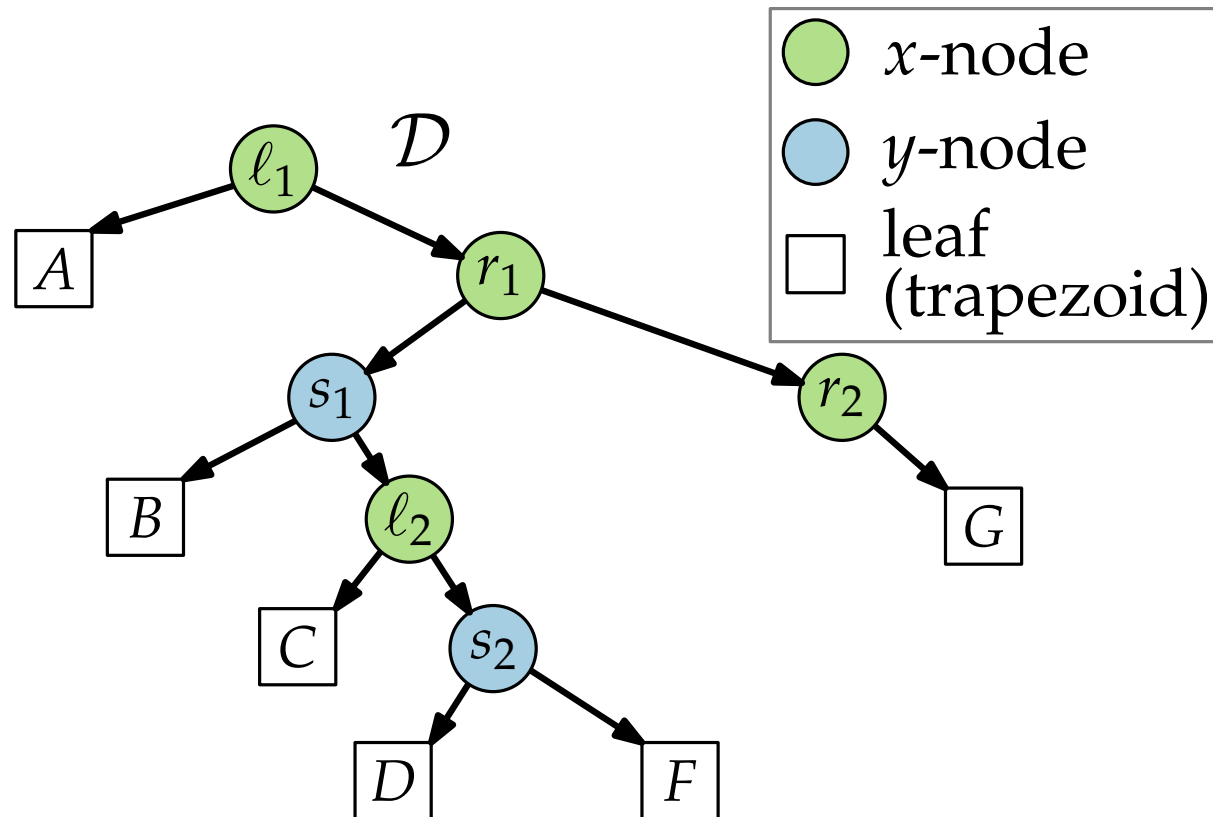 x-node
y-node
leaf
(trapezoid)
𝒟
ℓ1
A
r1
s1
r2
B
ℓ2
G
C
s2
D
F